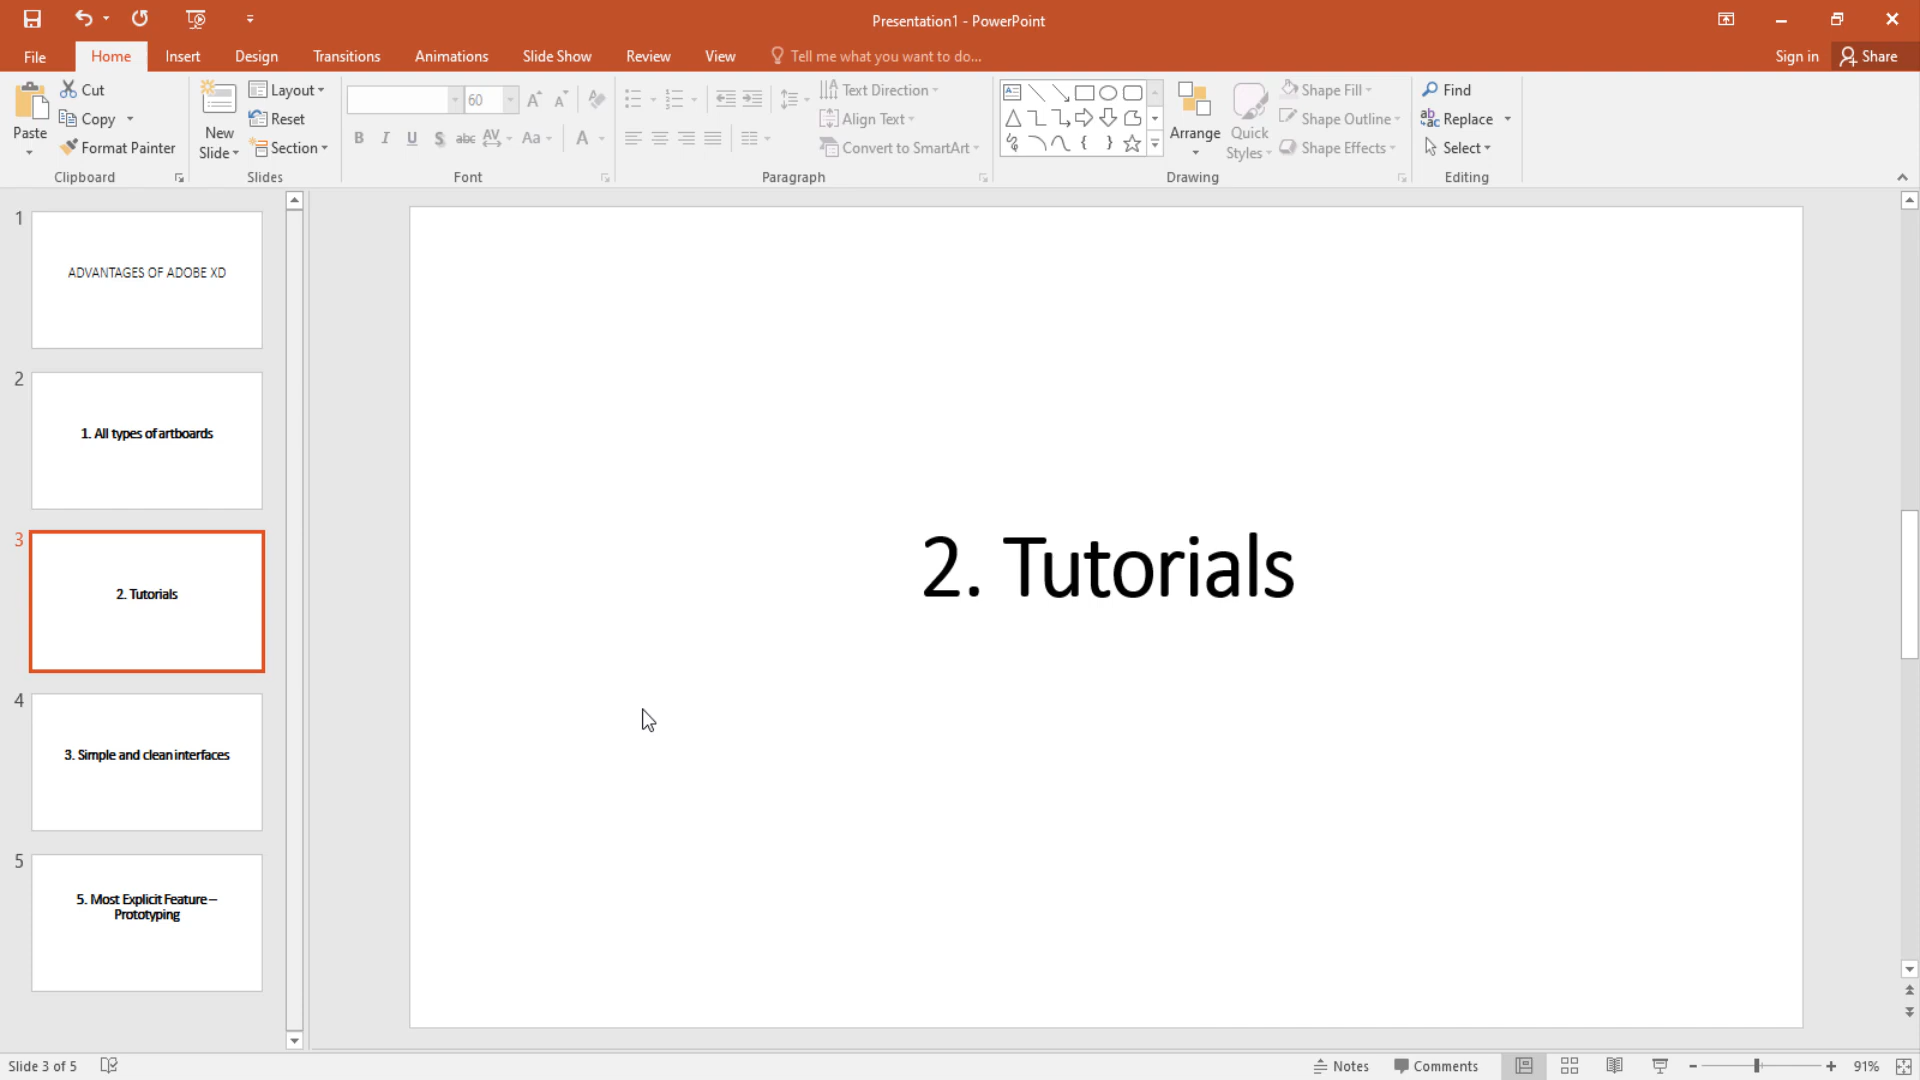 Presentation1 - PowerPoint
File Home Insert Design Transitions Animations Slide Show Review View Tell me what you want to do... Sign in Share
Paste
Cut
Copy
Format Painter
Clipboard
New Slide
Layout
Reset
Section
Slides
60
B I U S abc AV Aa A
Font
Text Direction
Align Text
Convert to SmartArt
Paragraph
Arrange
Quick Styles
Shape Fill
Shape Outline
Shape Effects
Drawing
Find
Replace
Select
Editing
1
ADVANTAGES OF ADOBE XD
2
1. All types of artboards
3
2. Tutorials
4
3. Simple and clean interfaces
5
5. Most Explicit Feature –
Prototyping
2. Tutorials
Slide 3 of 5 Notes Comments 91%